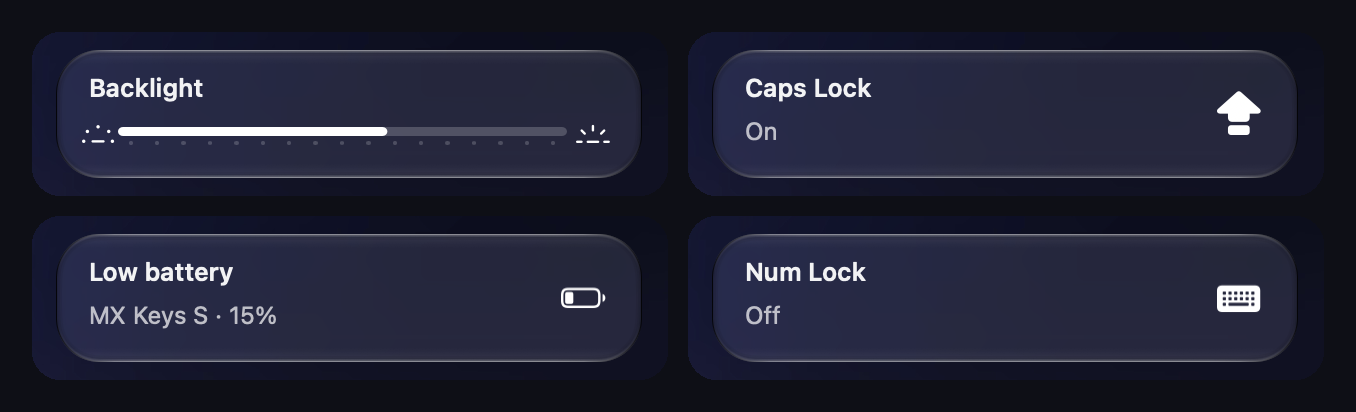 Backlight
Caps Lock
On
Low battery
MX Keys S · 15%
Num Lock
Off